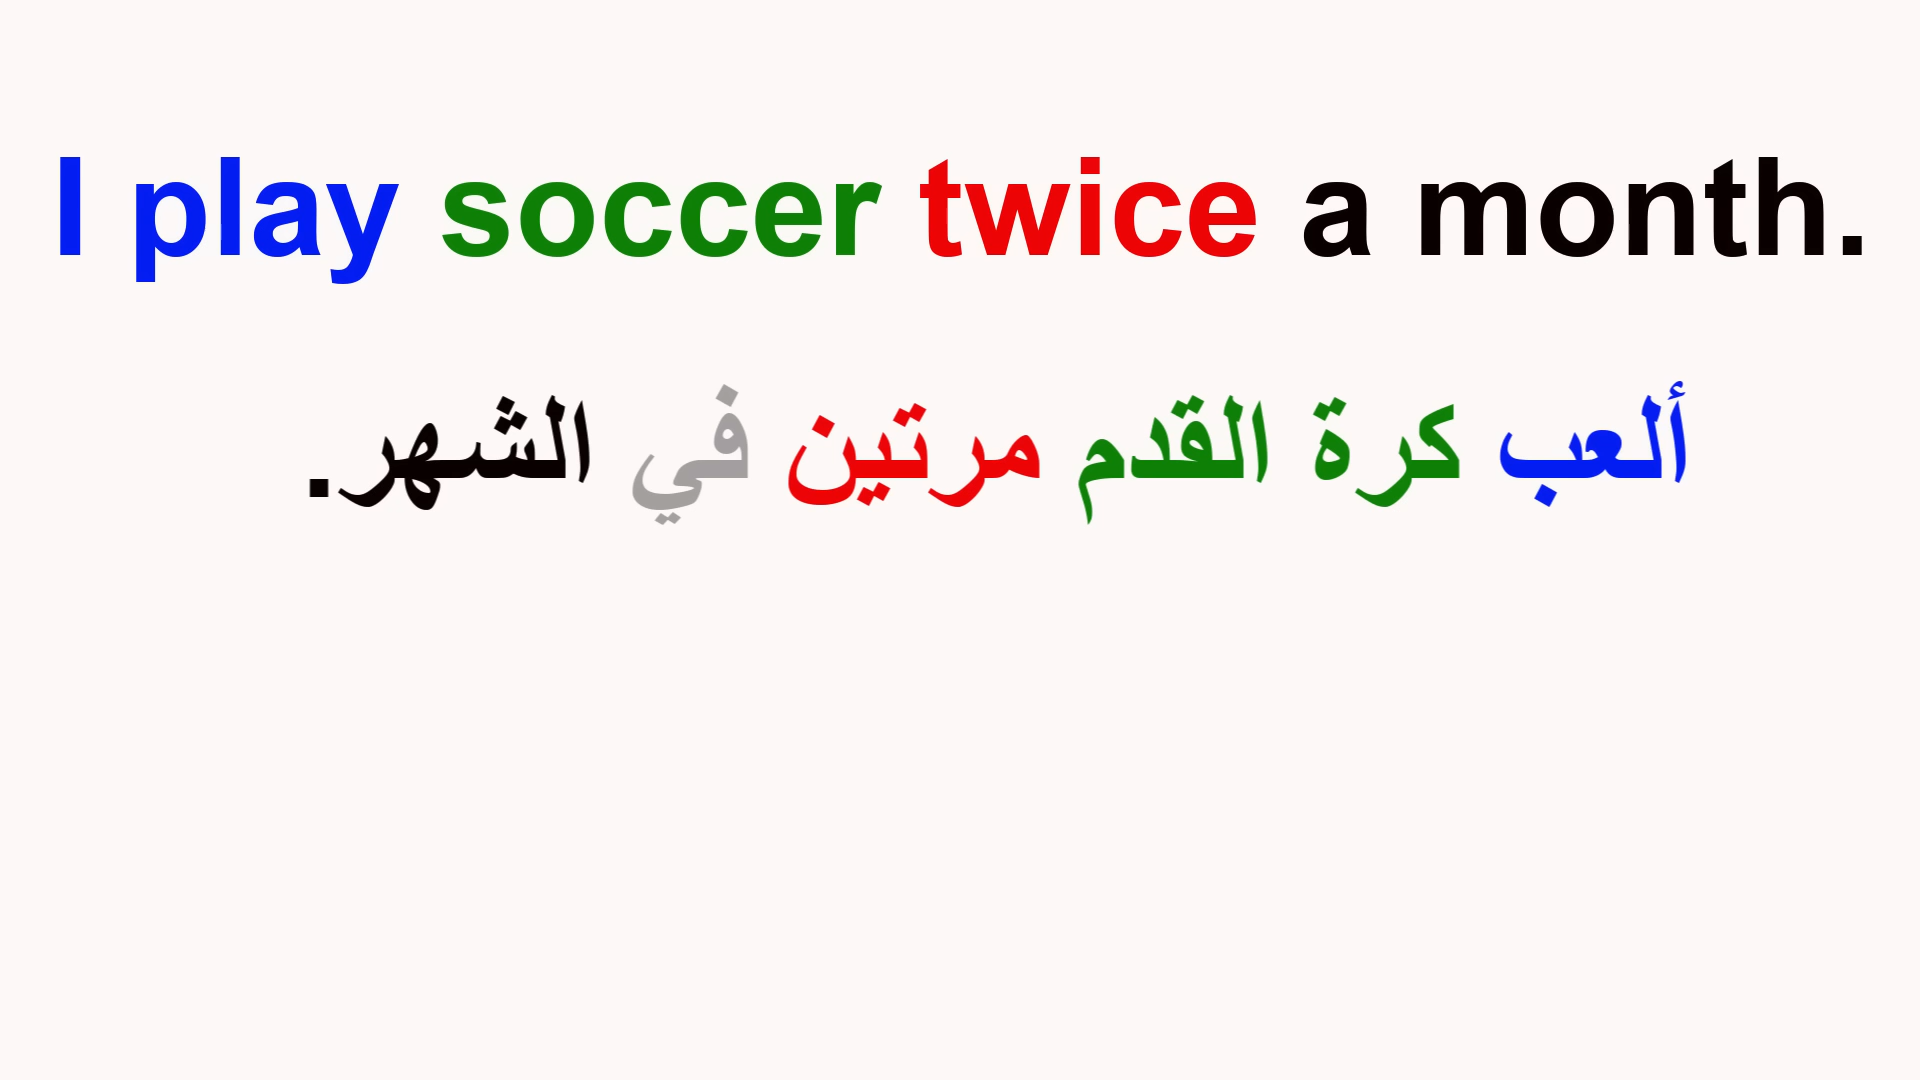 I play soccer twice a month.
ألعب كرة القدم مرتين في الشهر.